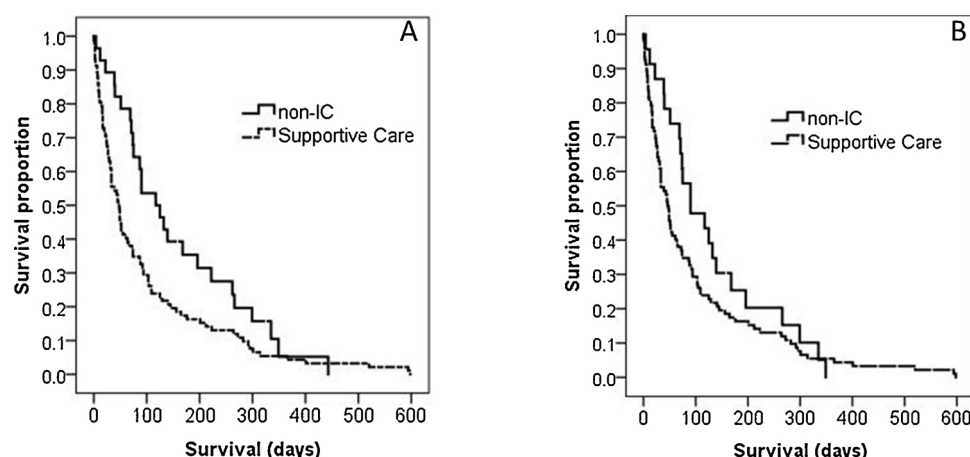 A
Survival proportion
1.0
0.9
0.8
0.7
0.6
0.5
0.4
0.3
0.2
0.1
0.0
non-IC
Supportive Care
0 100 200 300 400 500 600
Survival (days)
B
Survival proportion
1.0
0.9
0.8
0.7
0.6
0.5
0.4
0.3
0.2
0.1
0.0
non-IC
Supportive Care
0 100 200 300 400 500 600
Survival (days)